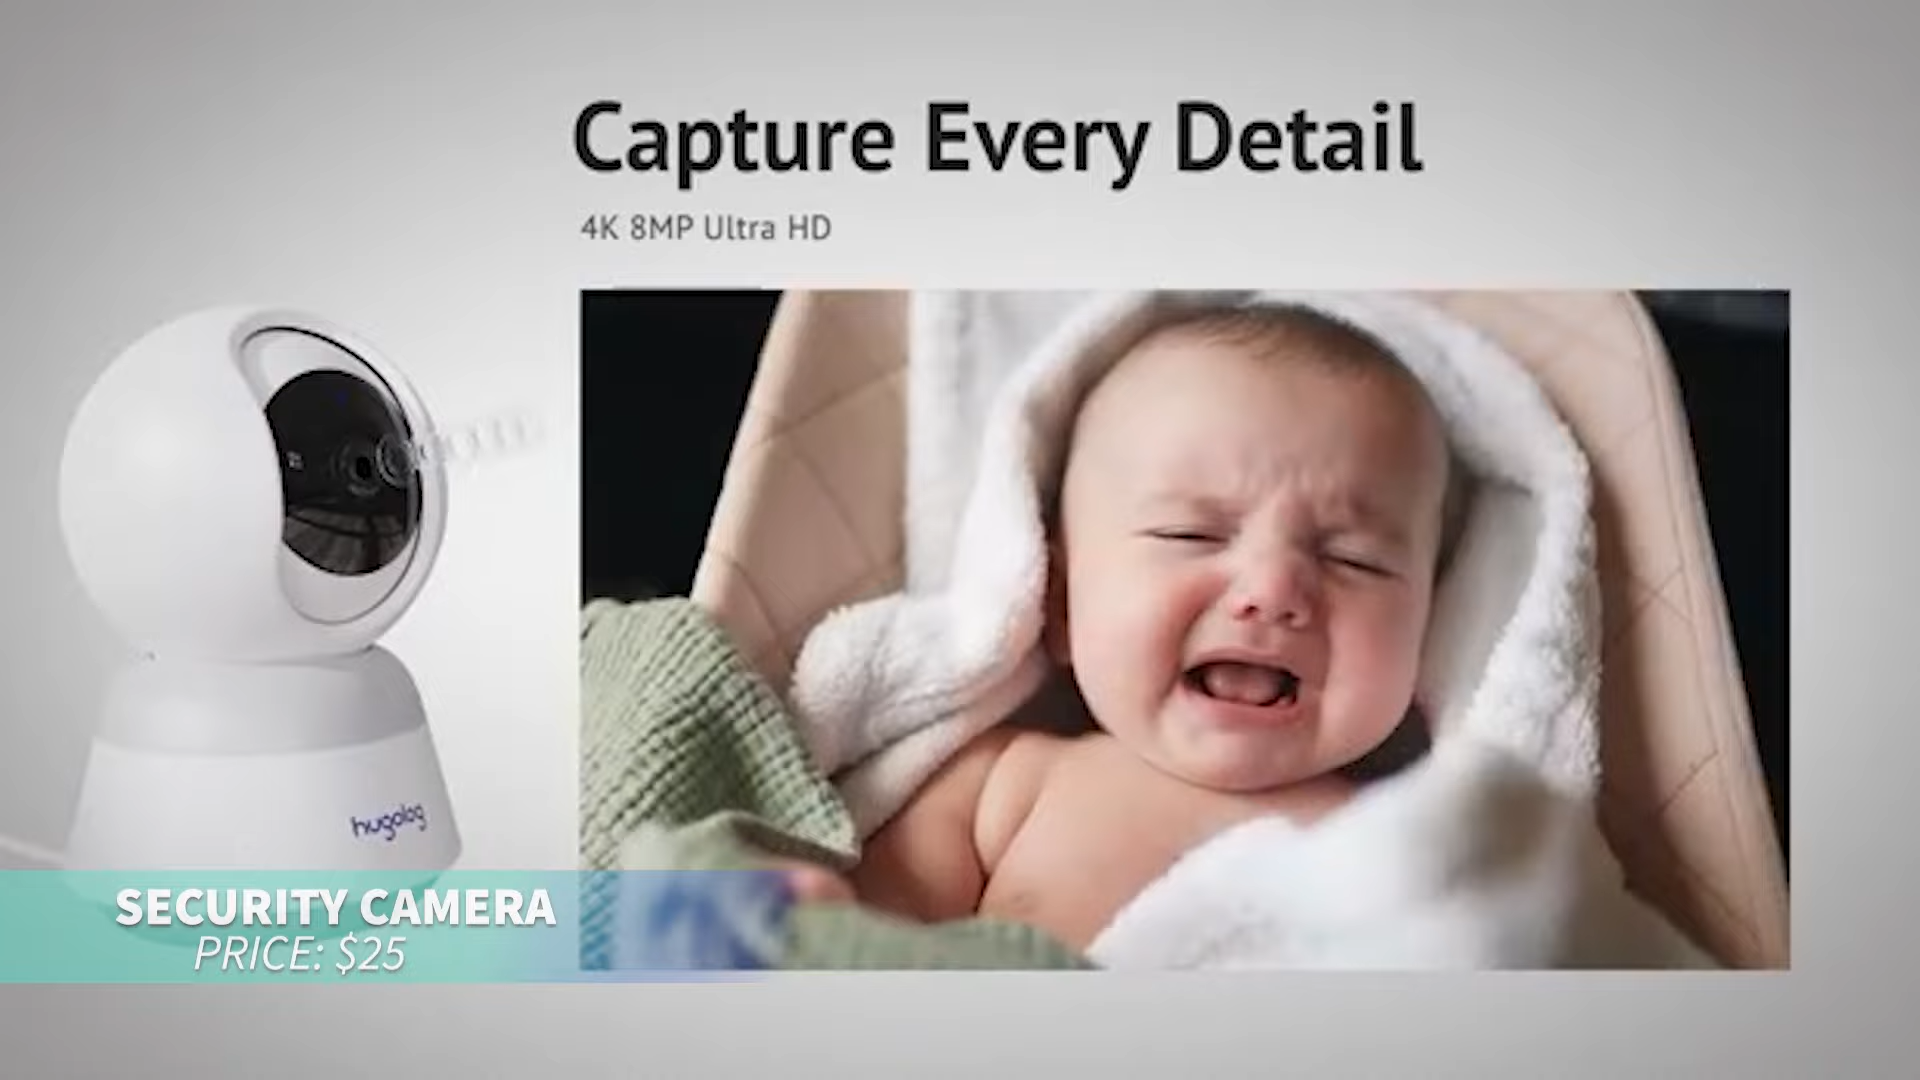 Capture Every Detail
4K 8MP Ultra HD
hugolog
SECURITY CAMERA
PRICE: $25